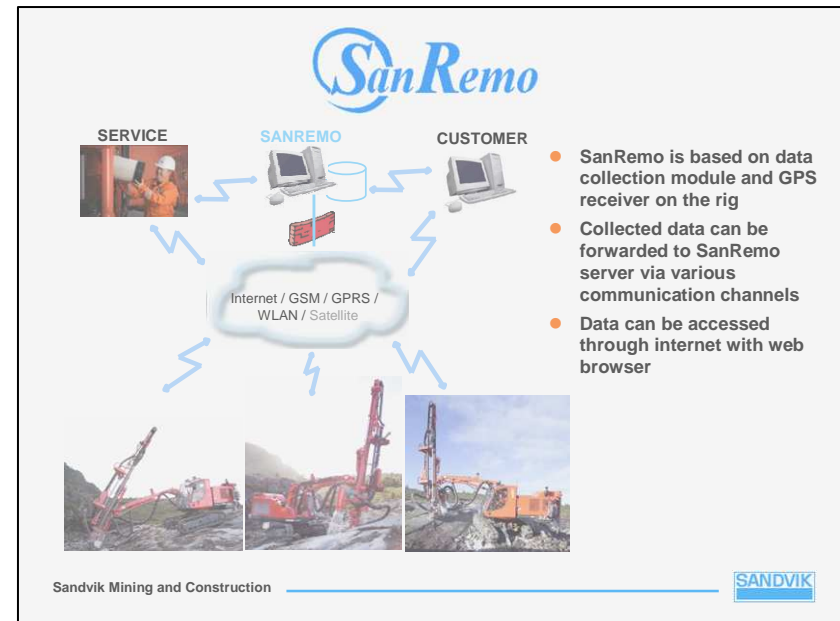 SanRemo
SERVICE
SANREMO
CUSTOMER
Internet / GSM / GPRS /
WLAN / Satellite
SanRemo is based on data
collection module and GPS
receiver on the rig
Collected data can be
forwarded to SanRemo
server via various
communication channels
Data can be accessed
through internet with web
browser
Sandvik Mining and Construction
SANDVIK